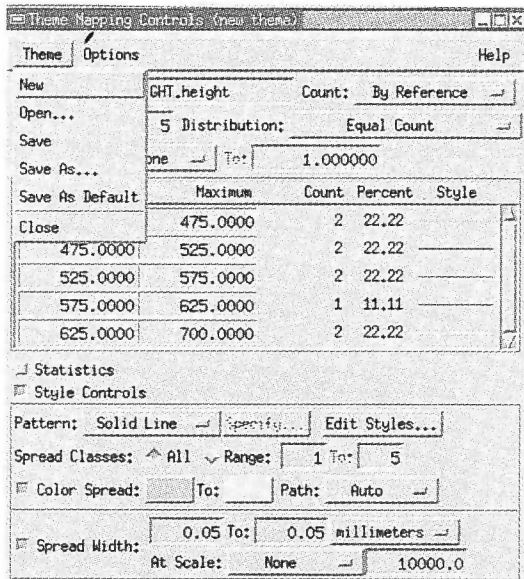 Theme Mapping Controls (new theme)
Theme Options Help
New
GHT.height Count: By Reference
Open...
5 Distribution: Equal Count
Save
one To: 1.000000
Save As...
Maximum Count Percent Style
Save As Default
475.0000 2 22.22
Close
475.0000 525.0000 2 22.22
525.0000 575.0000 2 22.22
575.0000 625.0000 1 11.11
625.0000 700.0000 2 22.22
Statistics
Style Controls
Pattern: Solid Line Specify... Edit Styles...
Spread Classes: All Range: 1 To: 5
Color Spread: To: Path: Auto
Spread Width: 0.05 To: 0.05 millimeters
At Scale: None 10000.0